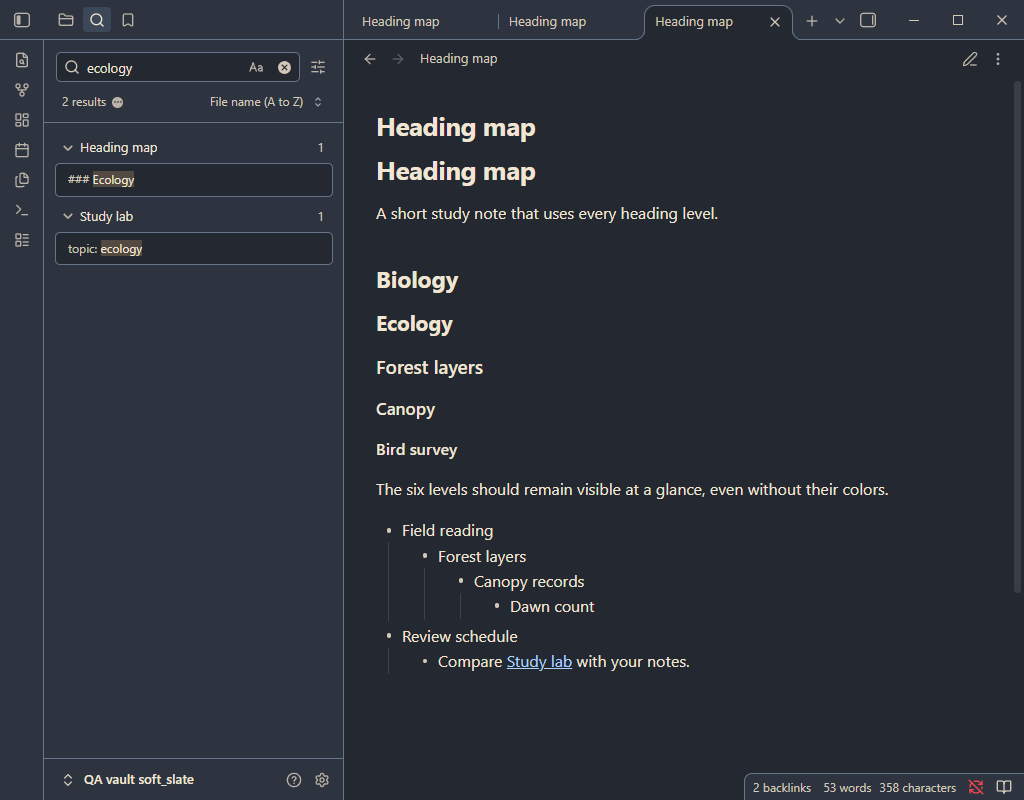 Heading map
Heading map
Heading map
ecology
Aa
2 results
File name (A to Z)
Heading map 1
### Ecology
Study lab 1
topic: ecology
QA vault soft_slate
Heading map
Heading map
Heading map
A short study note that uses every heading level.
Biology
Ecology
Forest layers
Canopy
Bird survey
The six levels should remain visible at a glance, even without their colors.
Field reading
Forest layers
Canopy records
Dawn count
Review schedule
Compare Study lab with your notes.
2 backlinks 53 words 358 characters